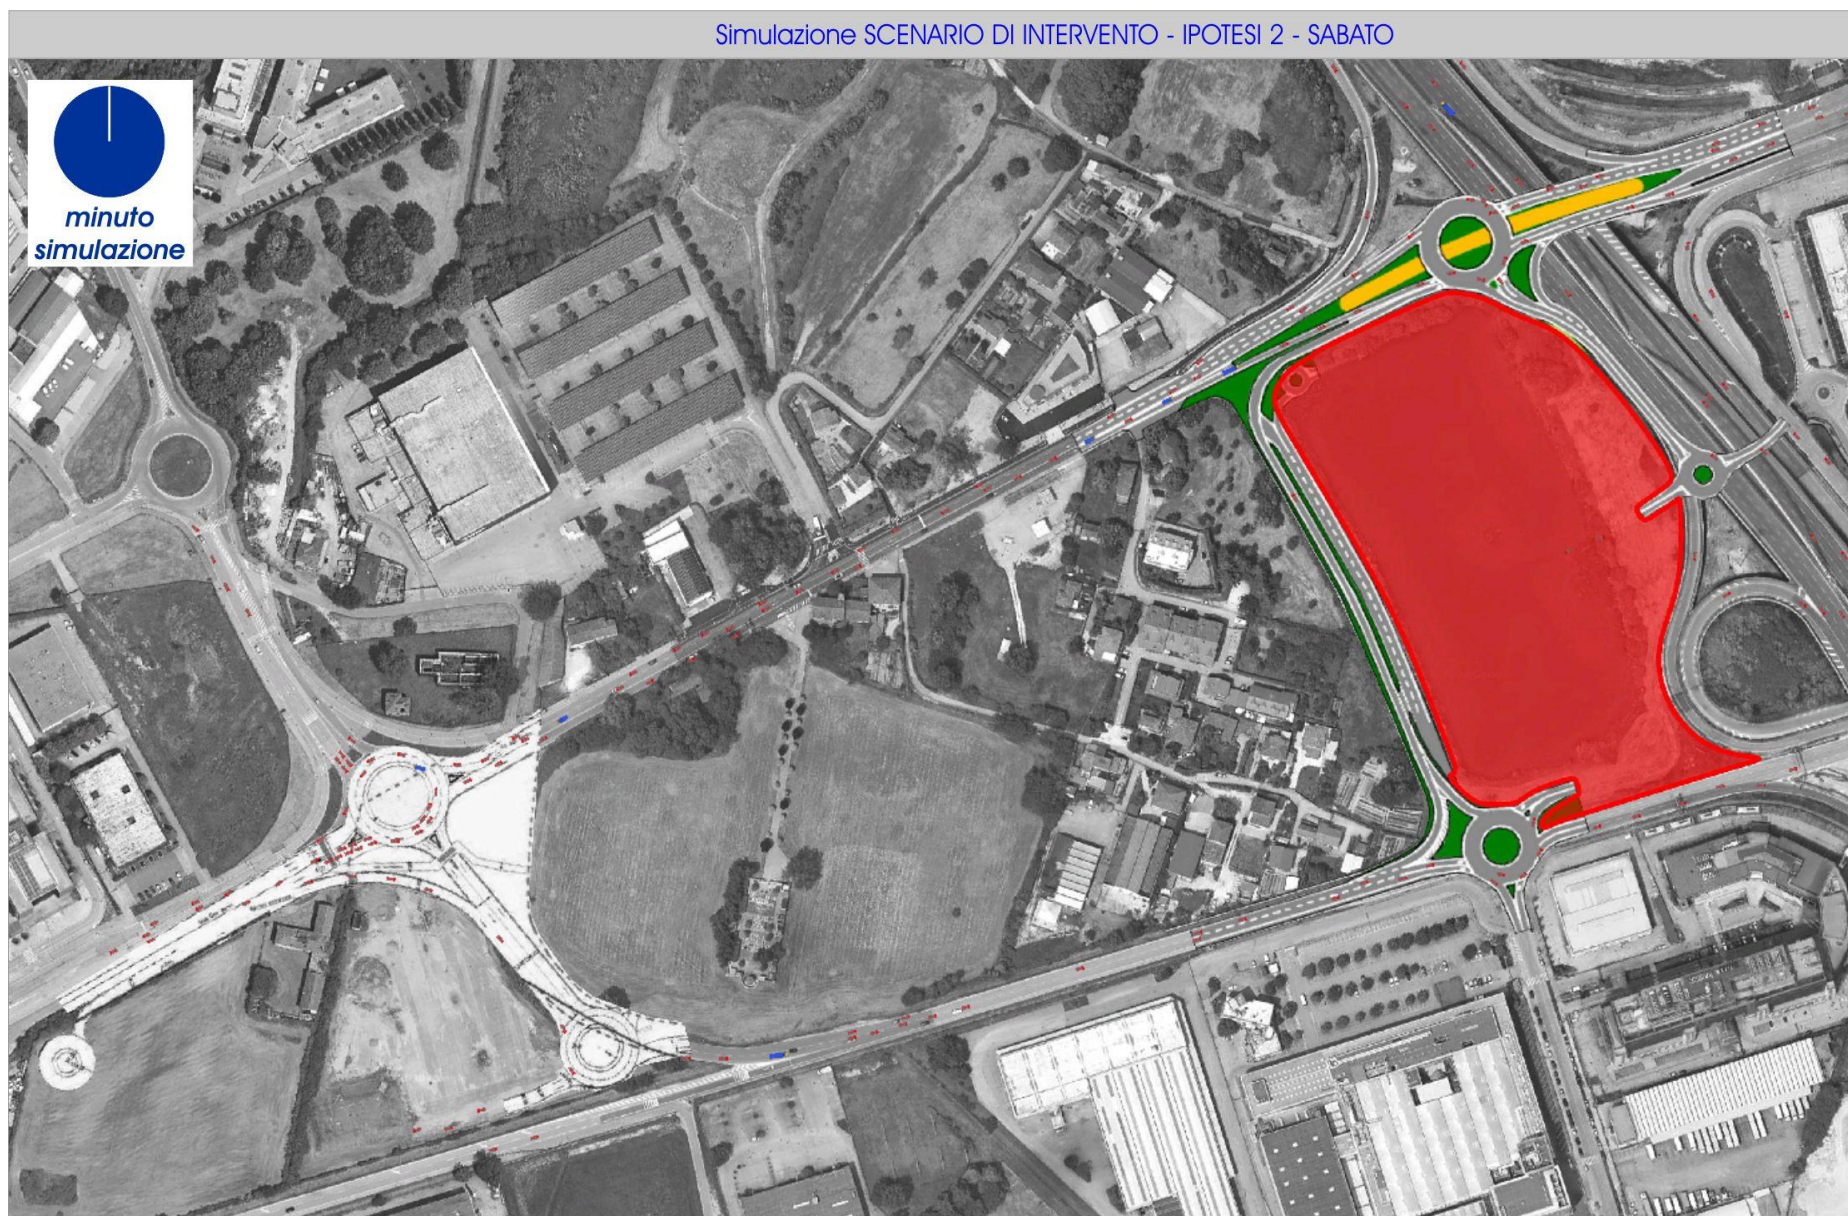 Simulazione SCENARIO DI INTERVENTO - IPOTESI 2 - SABATO
minuto
simulazione